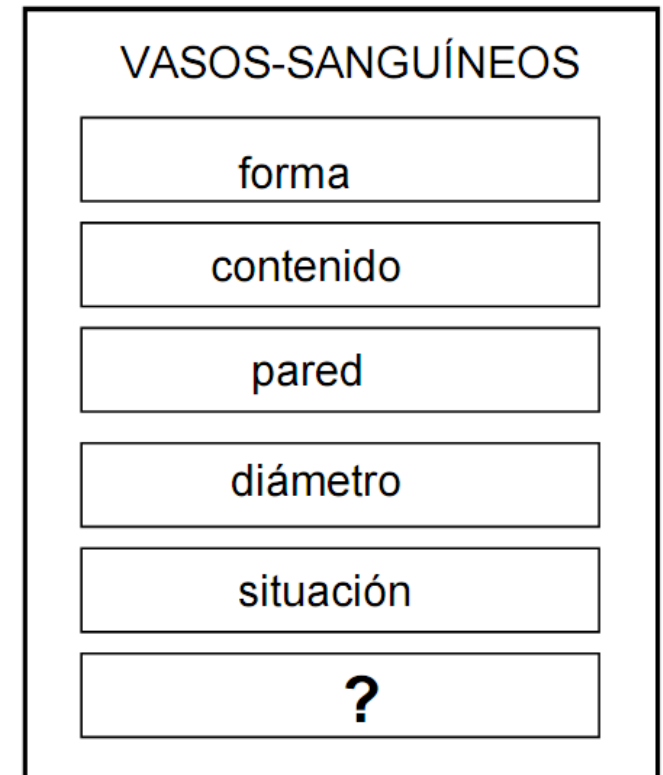 VASOS-SANGUÍNEOS
forma
contenido
pared
diámetro
situación
?